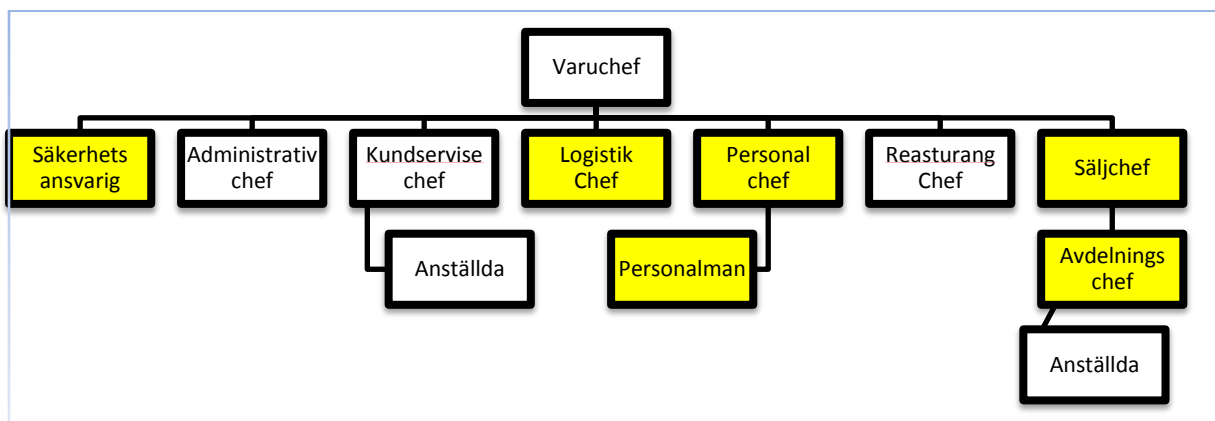 Varuchef
Säkerhets
ansvarig
Administrativ
chef
Kundservise
chef
Logistik
Chef
Personal
chef
Reasturang
Chef
Säljchef
Anställda
Personalman
Avdelnings
chef
Anställda